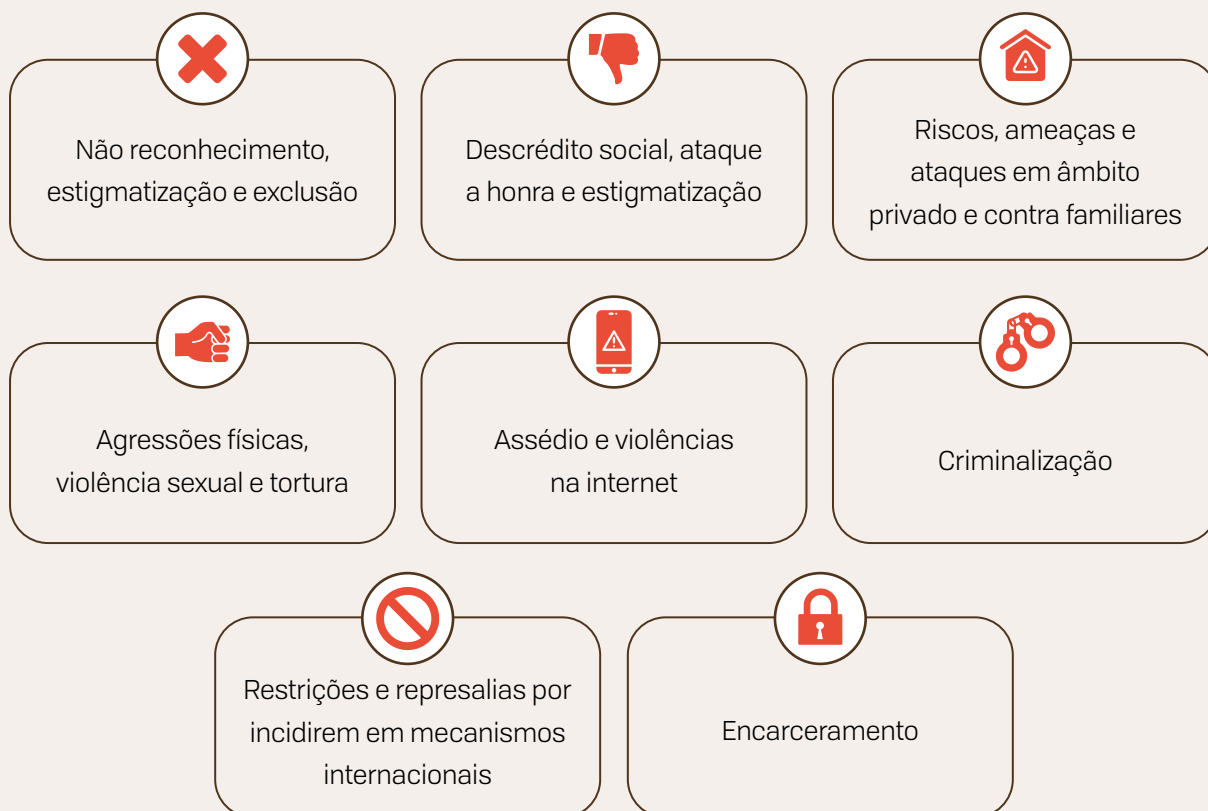 Não reconhecimento,
estigmatização e exclusão
Descrédito social, ataque
a honra e estigmatização
Riscos, ameaças e
ataques em âmbito
privado e contra familiares
Agressões físicas,
violência sexual e tortura
Assédio e violências
na internet
Criminalização
Restrições e represalias por
incidirem em mecanismos
internacionais
Encarceramento